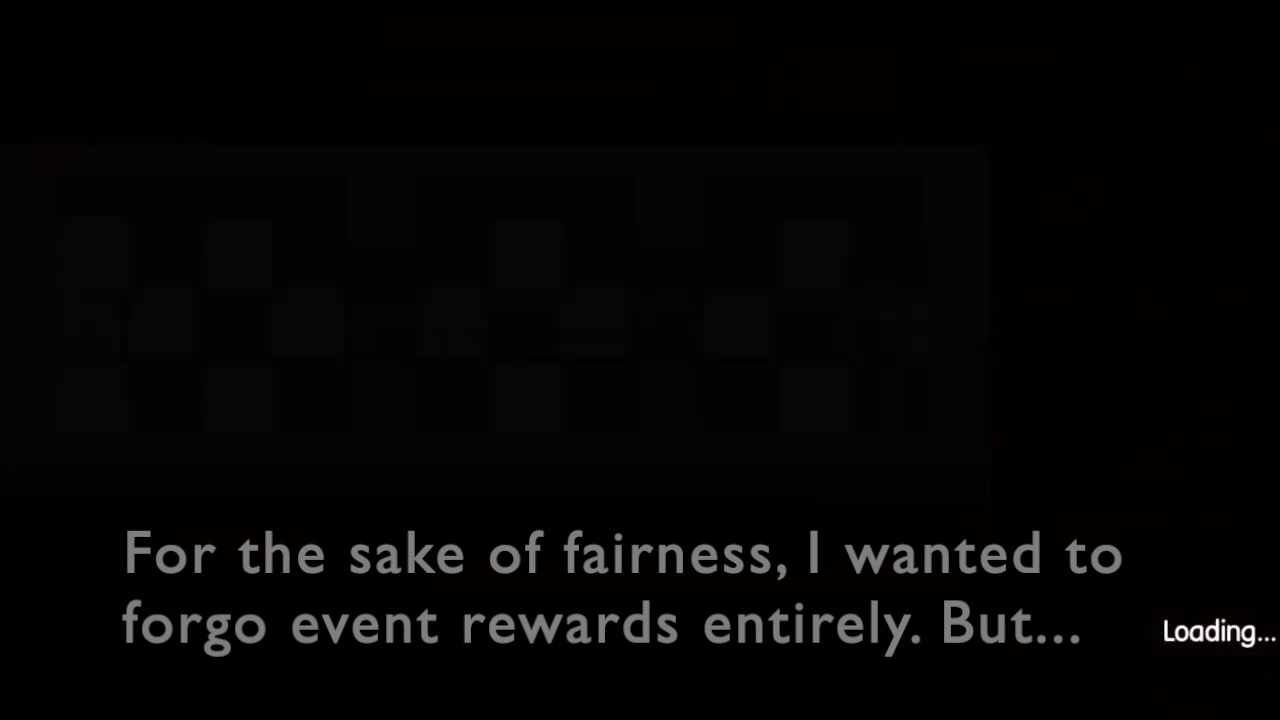 For the sake of fairness, I wanted to
forgo event rewards entirely. But...
Loading...